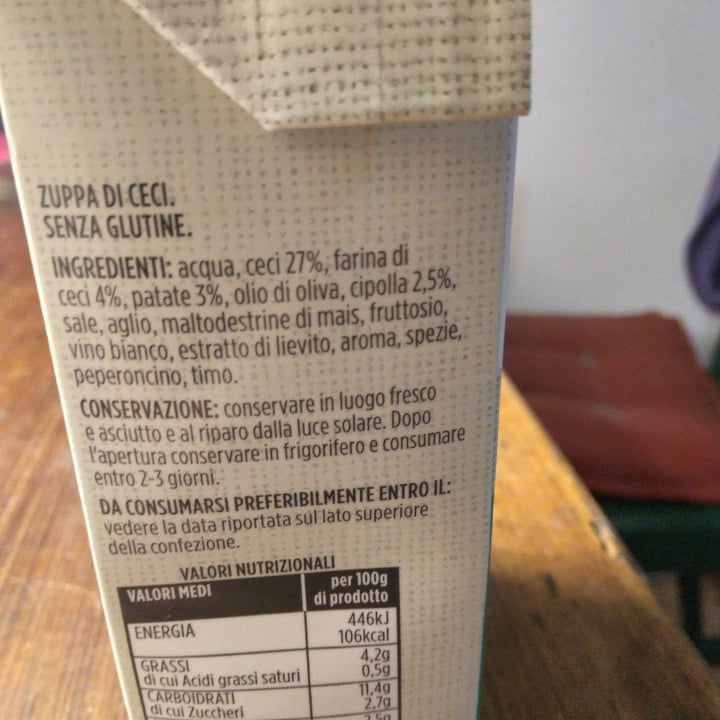 ZUPPA DI CECI.
SENZA GLUTINE.
INGREDIENTI: acqua, ceci 27%, farina di
ceci 4%, patate 3%, olio di oliva, cipolla 2,5%,
sale, aglio, maltodestrine di mais, fruttosio,
vino bianco, estratto di lievito, aroma, spezie,
peperoncino, timo.
CONSERVAZIONE: conservare in luogo fresco
e asciutto e al riparo dalla luce solare. Dopo
l'apertura conservare in frigorifero e consumare
entro 2-3 giorni.
DA CONSUMARSI PREFERIBILMENTE ENTRO IL:
vedere la data riportata sul lato superiore
della confezione.
VALORI NUTRIZIONALI
VALORI MEDI per 100g
di prodotto
ENERGIA 446kJ
106kcal
GRASSI 4,2g
di cui Acidi grassi saturi 0,5g
CARBOIDRATI 11,4g
di cui Zuccheri 2,7g